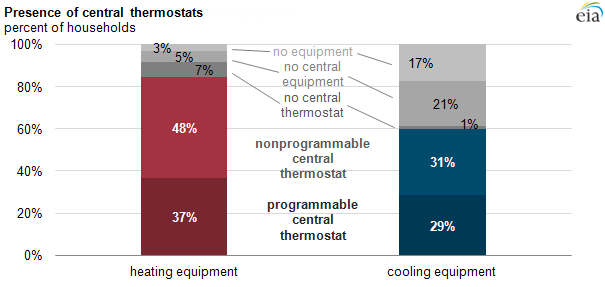 Presence of central thermostats
percent of households
eia
100%
80%
60%
40%
20%
0%
3%
5%
7%
48%
37%
no equipment
no central
equipment
no central
thermostat
nonprogrammable
central
thermostat
programmable
central
thermostat
17%
21%
1%
31%
29%
heating equipment
cooling equipment